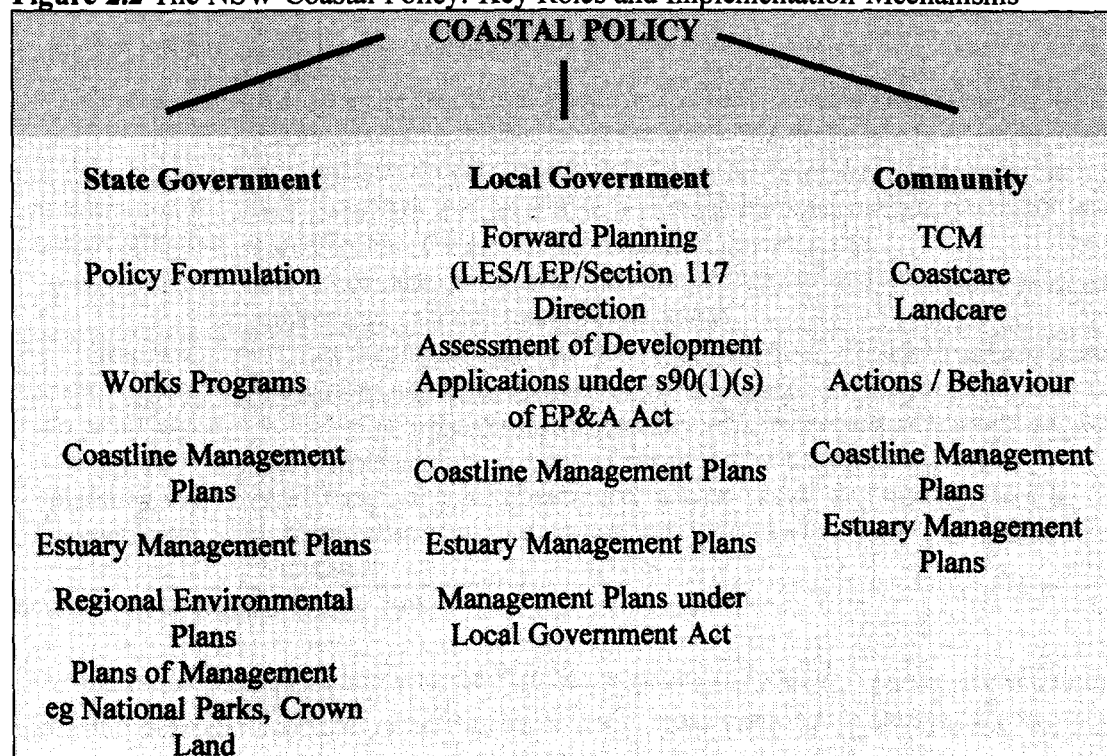 Figure 2.2 The NSW Coastal Policy: Key Roles and Implementation Mechanisms
COASTAL POLICY
State Government
Policy Formulation
Works Programs
Coastline Management
Plans
Estuary Management Plans
Regional Environmental
Plans
Plans of Management
eg National Parks, Crown
Land
Local Government
Forward Planning
(LES/LEP/Section 117
Direction
Assessment of Development
Applications under s90(1)(s)
of EP&A Act
Coastline Management Plans
Estuary Management Plans
Management Plans under
Local Government Act
Community
TCM
Coastcare
Landcare
Actions / Behaviour
Coastline Management
Plans
Estuary Management
Plans